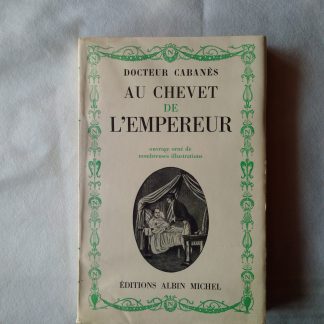 DOCTEUR CABANÈS
AU CHEVET
DE
L'EMPEREUR
ouvrage orné de
nombreuses illustrations
ÉDITIONS ALBIN MICHEL